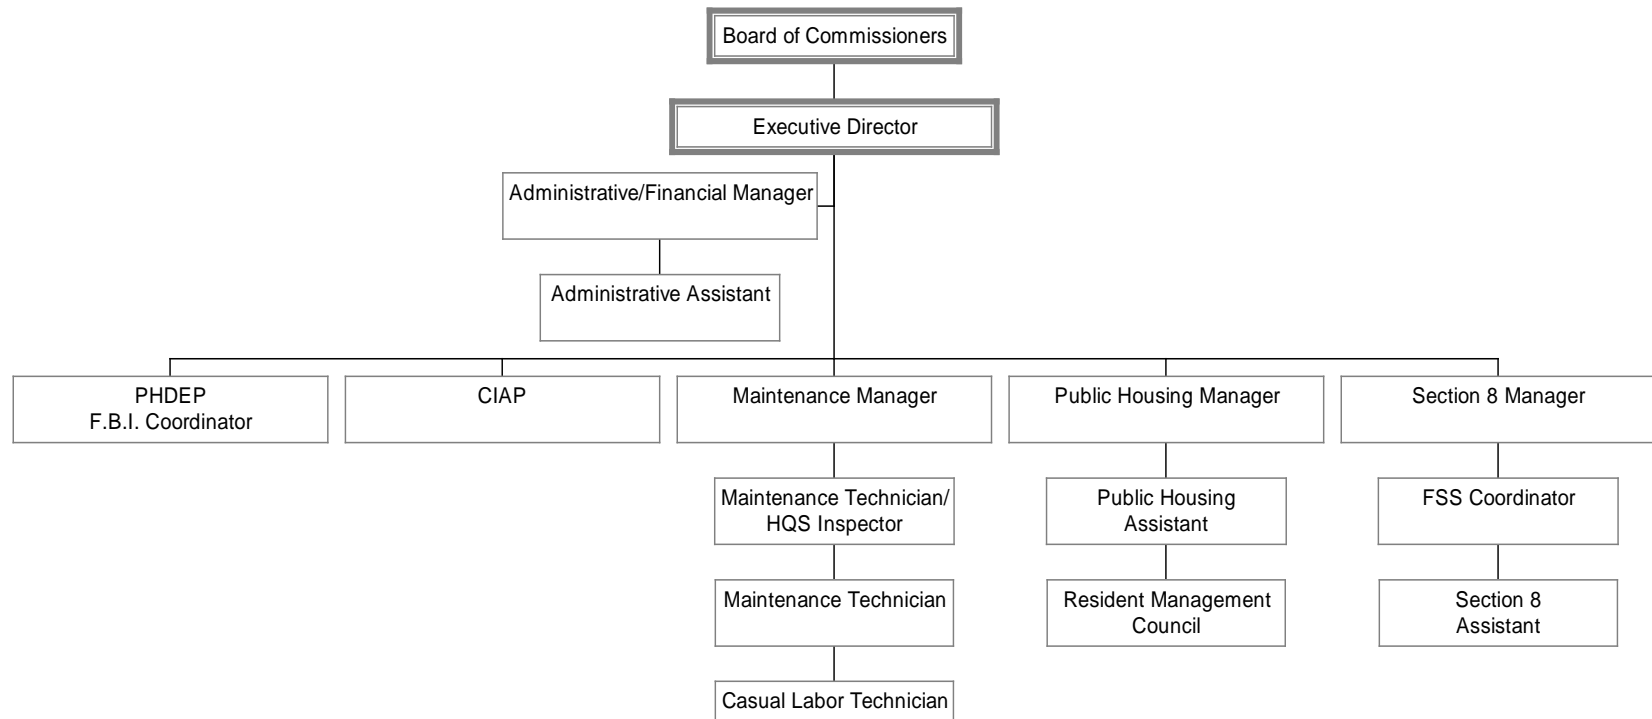 Board of Commissioners
Executive Director
Administrative/Financial Manager
Administrative Assistant
PHDEP
F.B.I. Coordinator
CIAP
Maintenance Manager
Public Housing Manager
Section 8 Manager
Maintenance Technician/
HQS Inspector
Public Housing
Assistant
FSS Coordinator
Maintenance Technician
Resident Management
Council
Section 8
Assistant
Casual Labor Technician